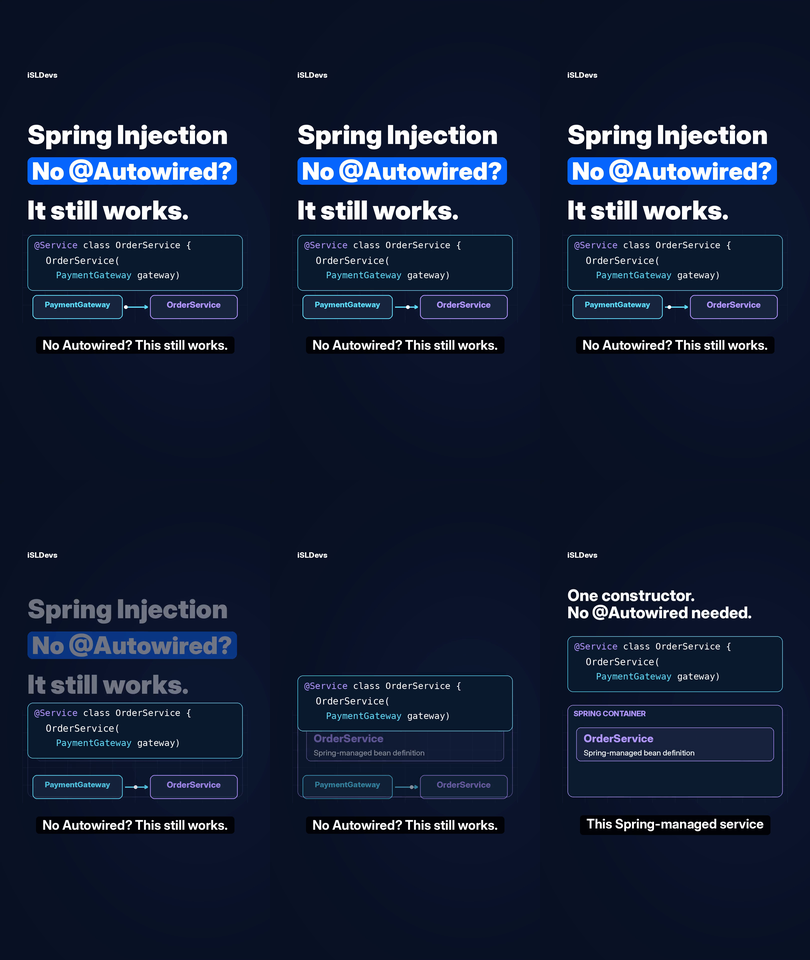 iSLDevs
Spring Injection
No @Autowired?
It still works.
@Service class OrderService {
OrderService(
PaymentGateway gateway)
PaymentGateway
OrderService
No Autowired? This still works.
iSLDevs
Spring Injection
No @Autowired?
It still works.
@Service class OrderService {
OrderService(
PaymentGateway gateway)
PaymentGateway
OrderService
No Autowired? This still works.
iSLDevs
Spring Injection
No @Autowired?
It still works.
@Service class OrderService {
OrderService(
PaymentGateway gateway)
PaymentGateway
OrderService
No Autowired? This still works.
iSLDevs
Spring Injection
No @Autowired?
It still works.
@Service class OrderService {
OrderService(
PaymentGateway gateway)
PaymentGateway
OrderService
No Autowired? This still works.
iSLDevs
@Service class OrderService {
OrderService(
PaymentGateway gateway)
OrderService
Spring-managed bean definition
PaymentGateway
OrderService
No Autowired? This still works.
iSLDevs
One constructor.
No @Autowired needed.
@Service class OrderService {
OrderService(
PaymentGateway gateway)
SPRING CONTAINER
OrderService
Spring-managed bean definition
This Spring-managed service